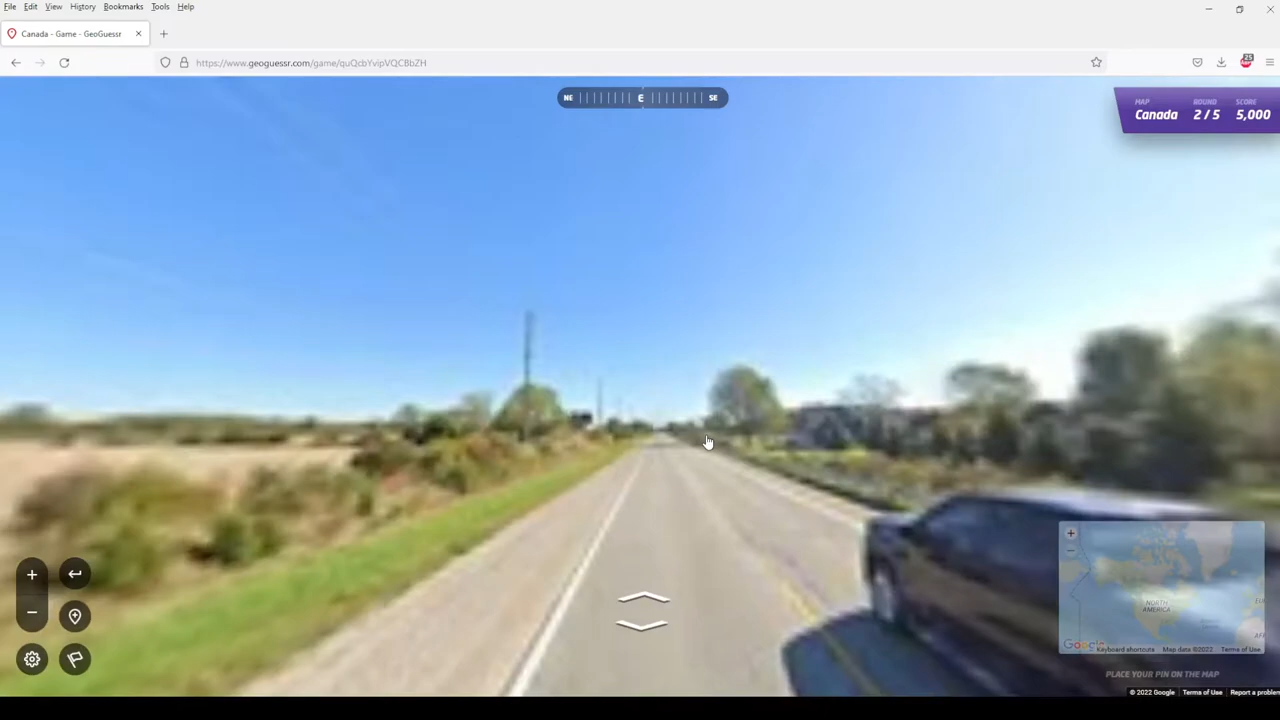 File Edit View History Bookmarks Tools Help
Canada - Game - GeoGuessr
https://www.geoguessr.com/game/quQcbYvipVQCBbZH
25
NE E SE
MAP ROUND SCORE
Canada 2 / 5 5,000
NORTH
AMERICA
Google
Keyboard shortcuts Map data ©2022 Terms of Use
PLACE YOUR PIN ON THE MAP
© 2022 Google Terms of Use Report a problem